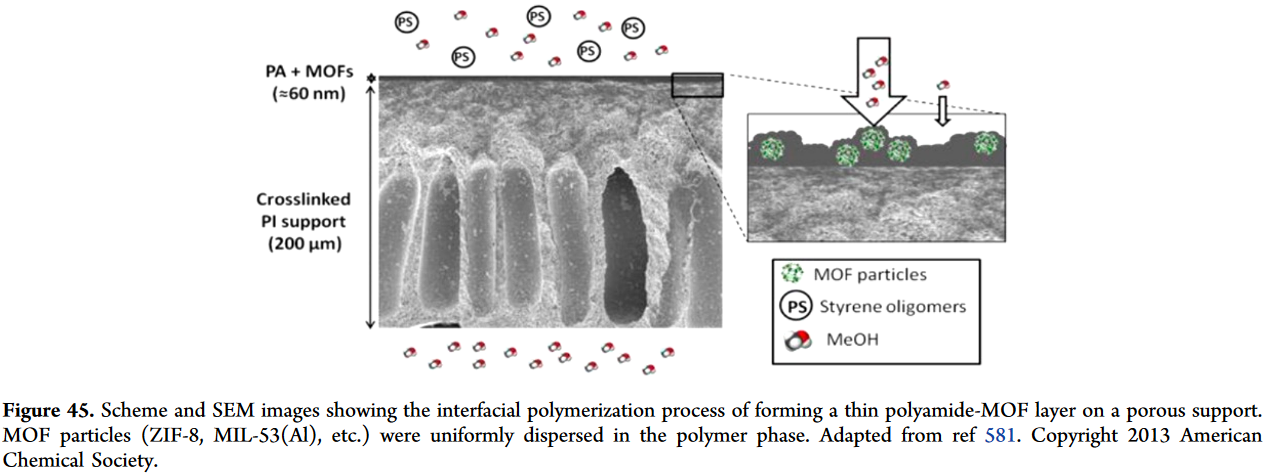 PS
PS
PS
PS
PS
PA + MOFs
(≈60 nm)
Crosslinked
PI support
(200 μm)
MOF particles
PS Styrene oligomers
MeOH
Figure 45. Scheme and SEM images showing the interfacial polymerization process of forming a thin polyamide-MOF layer on a porous support.
MOF particles (ZIF-8, MIL-53(Al), etc.) were uniformly dispersed in the polymer phase. Adapted from ref 581. Copyright 2013 American
Chemical Society.